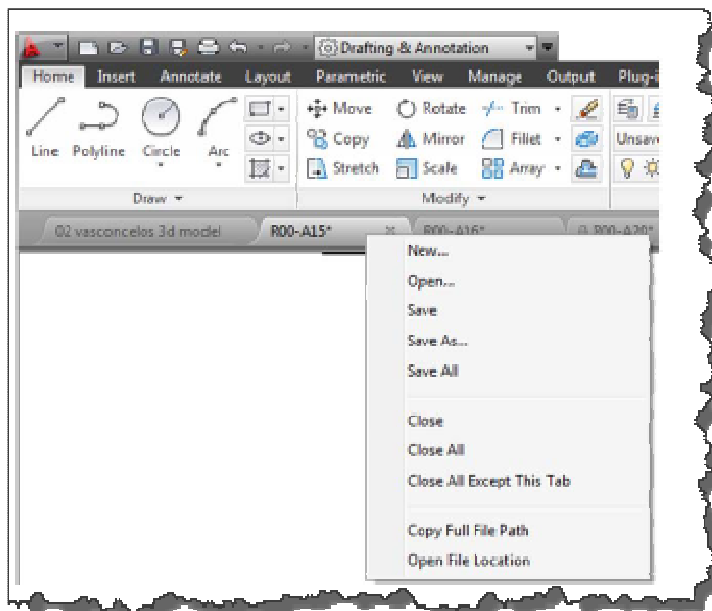 Drafting & Annotation
Home Insert Annotate Layout Parametric View Manage Output Plug-i
Move Rotate Trim
Copy Mirror Fillet Unsav
Line Polyline Circle Arc Stretch Scale Array
Draw Modify
02 vasconcelos 3d model R00-A15* R00-A16* R00-A20*
New...
Open...
Save
Save As...
Save All
Close
Close All
Close All Except This Tab
Copy Full File Path
Open File Location